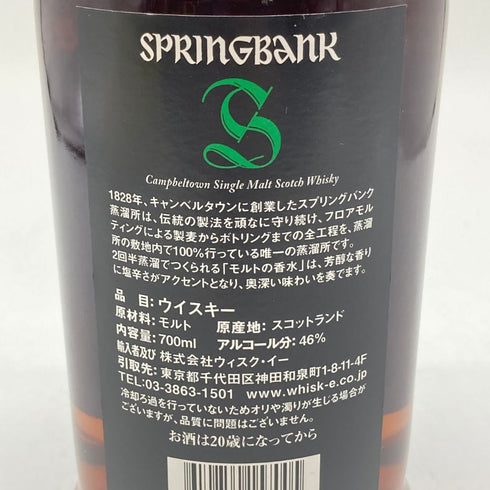 SPRINGBANK
S
Campbeltown Single Malt Scotch Whisky
1828年、キャンベルタウンに創業したスプリングバンク
蒸溜所は、伝統の製法を頑なに守り続け、フロアモル
ティングによる製麦からボトリングまでの全工程を、蒸溜
所の敷地内で100%行っている唯一の蒸溜所です。
2回半蒸溜でつくられる「モルトの香水」は、芳醇な香り
に塩辛さがアクセントとなり、奥深い味わいを奏でます。
品 目：ウイスキー
原材料：モルト 原産地：スコットランド
内容量：700ml アルコール分：46%
輸入者及び 株式会社ウィスク・イー
引取先：東京都千代田区神田和泉町1-8-11-4F
TEL:03-3863-1501 www.whisk-e.co.jp
冷却ろ過を行っていないためオリや濁りが生じる場合が
ございますが、品質に問題はございません。
お酒は20歳になってから